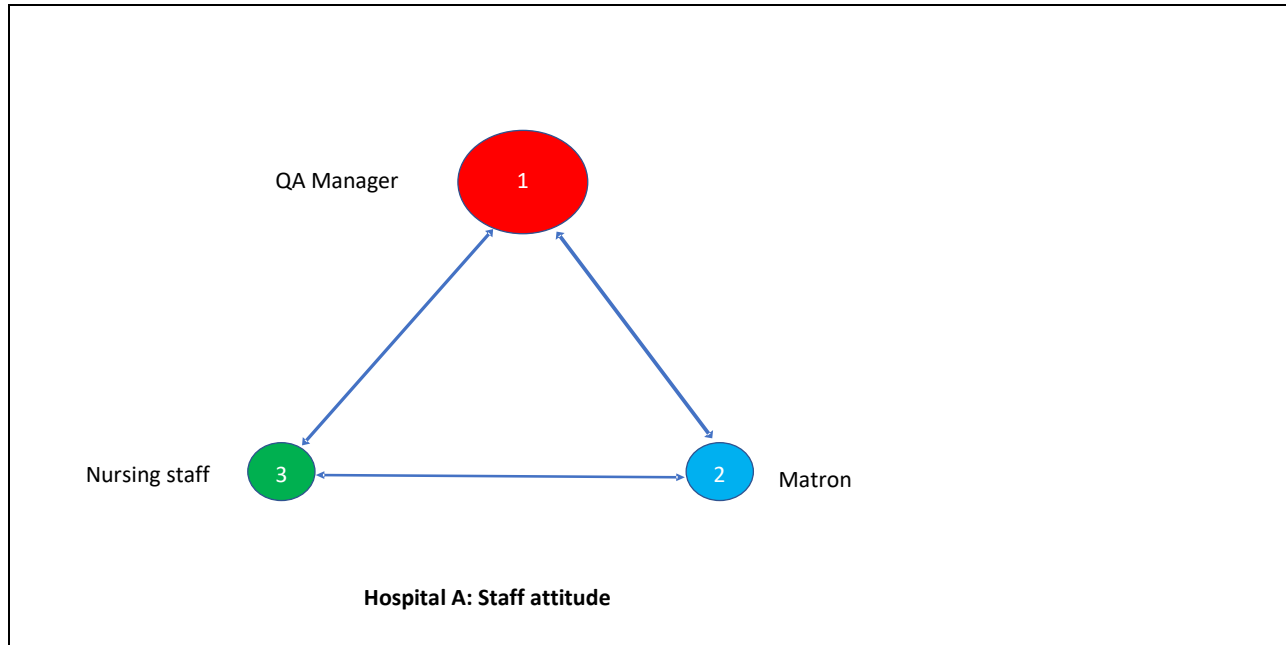 1
QA Manager
3
Nursing staff
2
Matron
Hospital A: Staff attitude